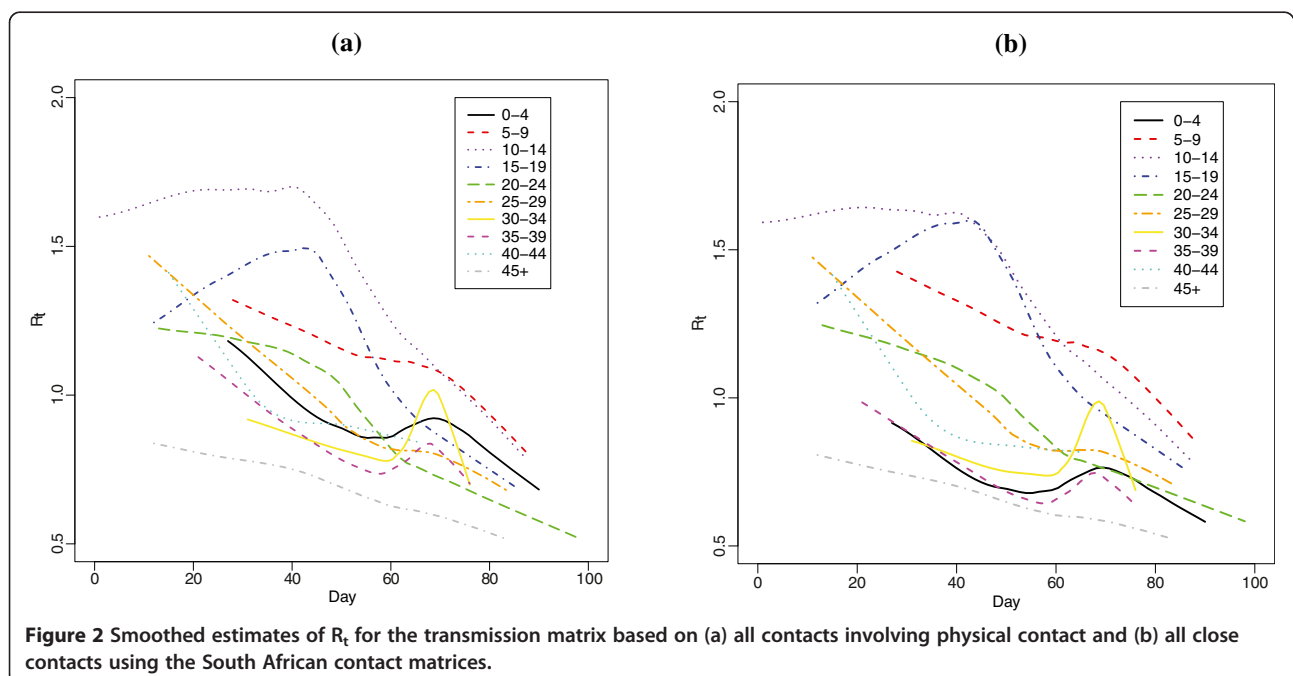 (a)
2.0
1.5
1.0
0.5
Rt
0-4
5-9
10-14
15-19
20-24
25-29
30-34
35-39
40-44
45+
0 20 40 60 80 100
Day
(b)
2.0
1.5
1.0
0.5
Rt
0-4
5-9
10-14
15-19
20-24
25-29
30-34
35-39
40-44
45+
0 20 40 60 80 100
Day
Figure 2 Smoothed estimates of Rt for the transmission matrix based on (a) all contacts involving physical contact and (b) all close
contacts using the South African contact matrices.